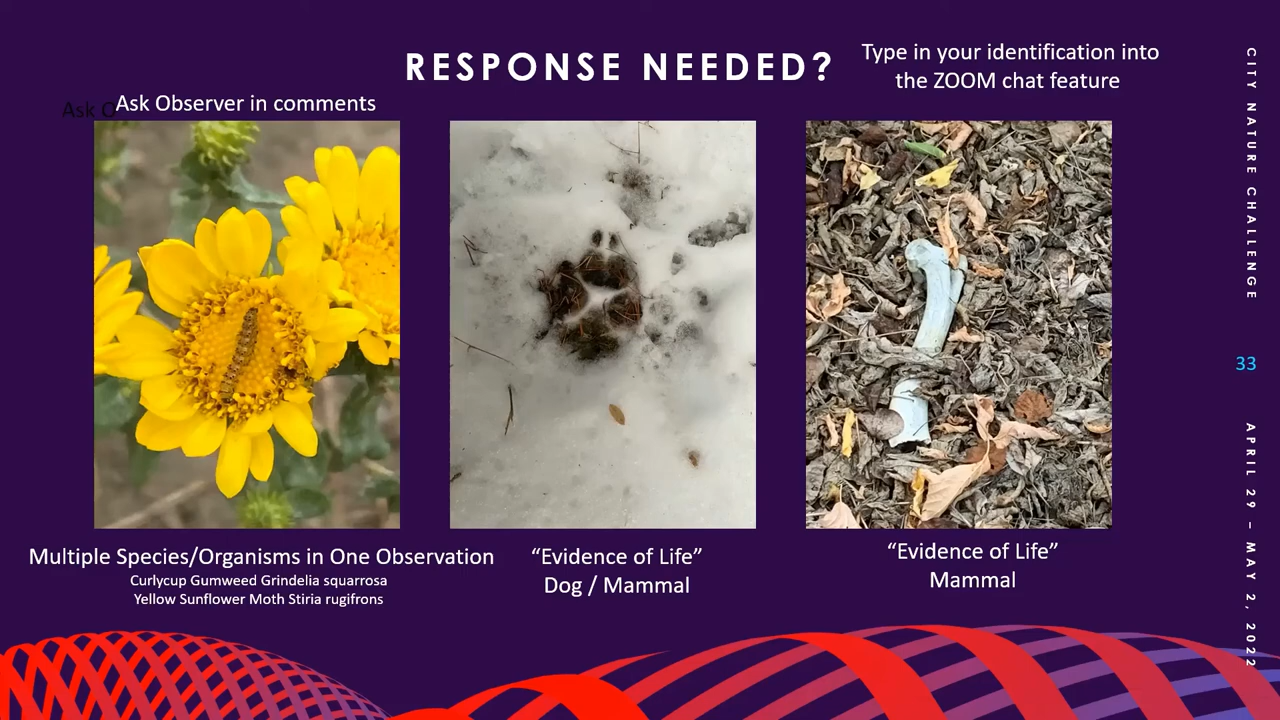 RESPONSE NEEDED?
Type in your identification into
the ZOOM chat feature
Ask O
Ask Observer in comments
Multiple Species/Organisms in One Observation
Curlycup Gumweed Grindelia squarrosa
Yellow Sunflower Moth Stiria rugifrons
“Evidence of Life”
Dog / Mammal
“Evidence of Life”
Mammal
CITY NATURE CHALLENGE
33
APRIL 29 – MAY 2, 2022